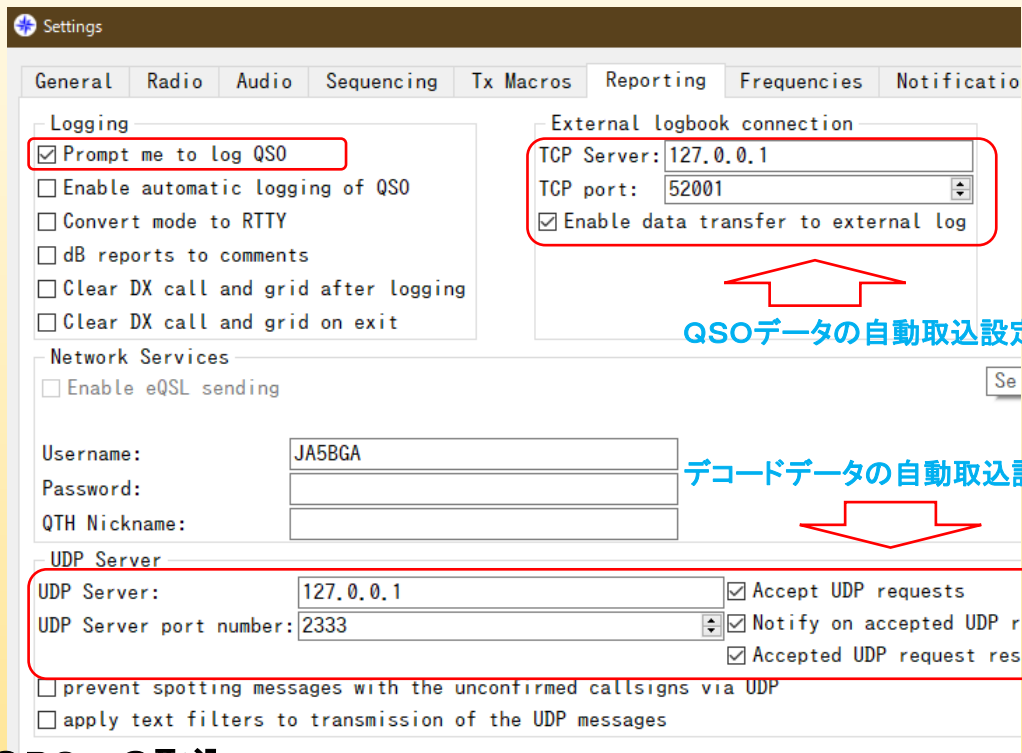 Settings
General Radio Audio Sequencing Tx Macros Reporting Frequencies Notificatio
Logging
Prompt me to log QSO
Enable automatic logging of QSO
Convert mode to RTTY
dB reports to comments
Clear DX call and grid after logging
Clear DX call and grid on exit
External logbook connection
TCP Server: 127.0.0.1
TCP port: 52001
Enable data transfer to external log
QSOデータの自動取込設定
Network Services
Enable eQSL sending
Se
Username: JA5BGA
Password:
QTH Nickname:
デコードデータの自動取込
UDP Server
UDP Server: 127.0.0.1
UDP Server port number: 2333
Accept UDP requests
Notify on accepted UDP r
Accepted UDP request res
prevent spotting messages with the unconfirmed callsigns via UDP
apply text filters to transmission of the UDP messages